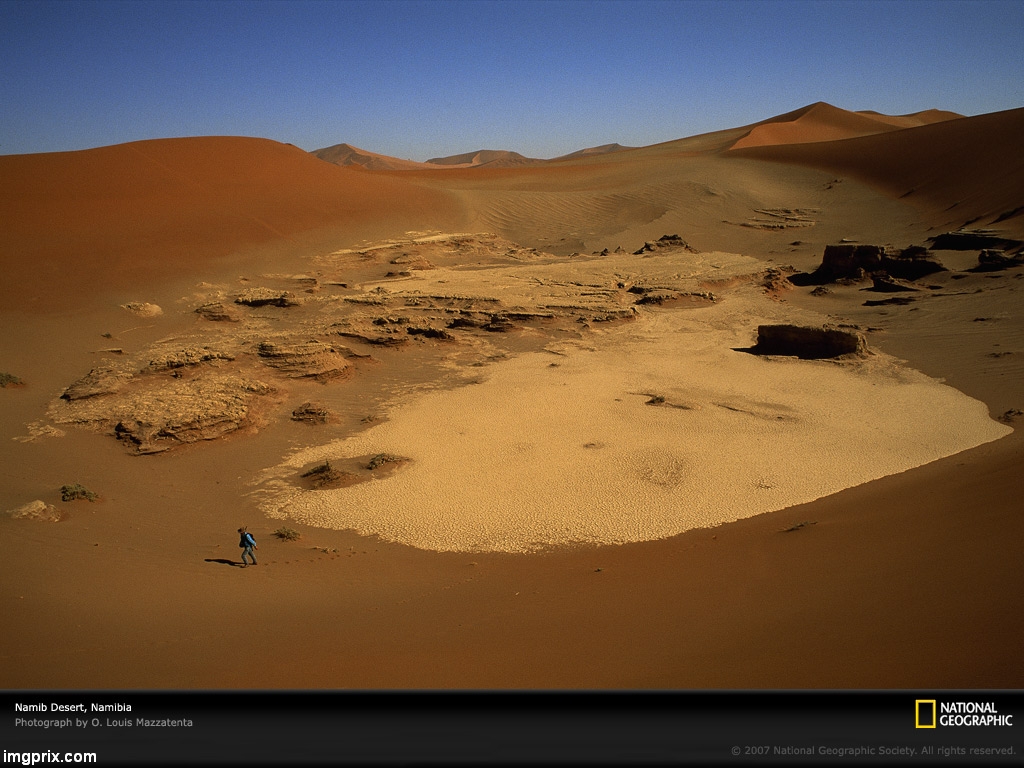 Namib Desert, Namibia
Photograph by O. Louis Mazzatenta
NATIONAL
GEOGRAPHIC
© 2007 National Geographic Society. All rights reserved.
imgprix.com